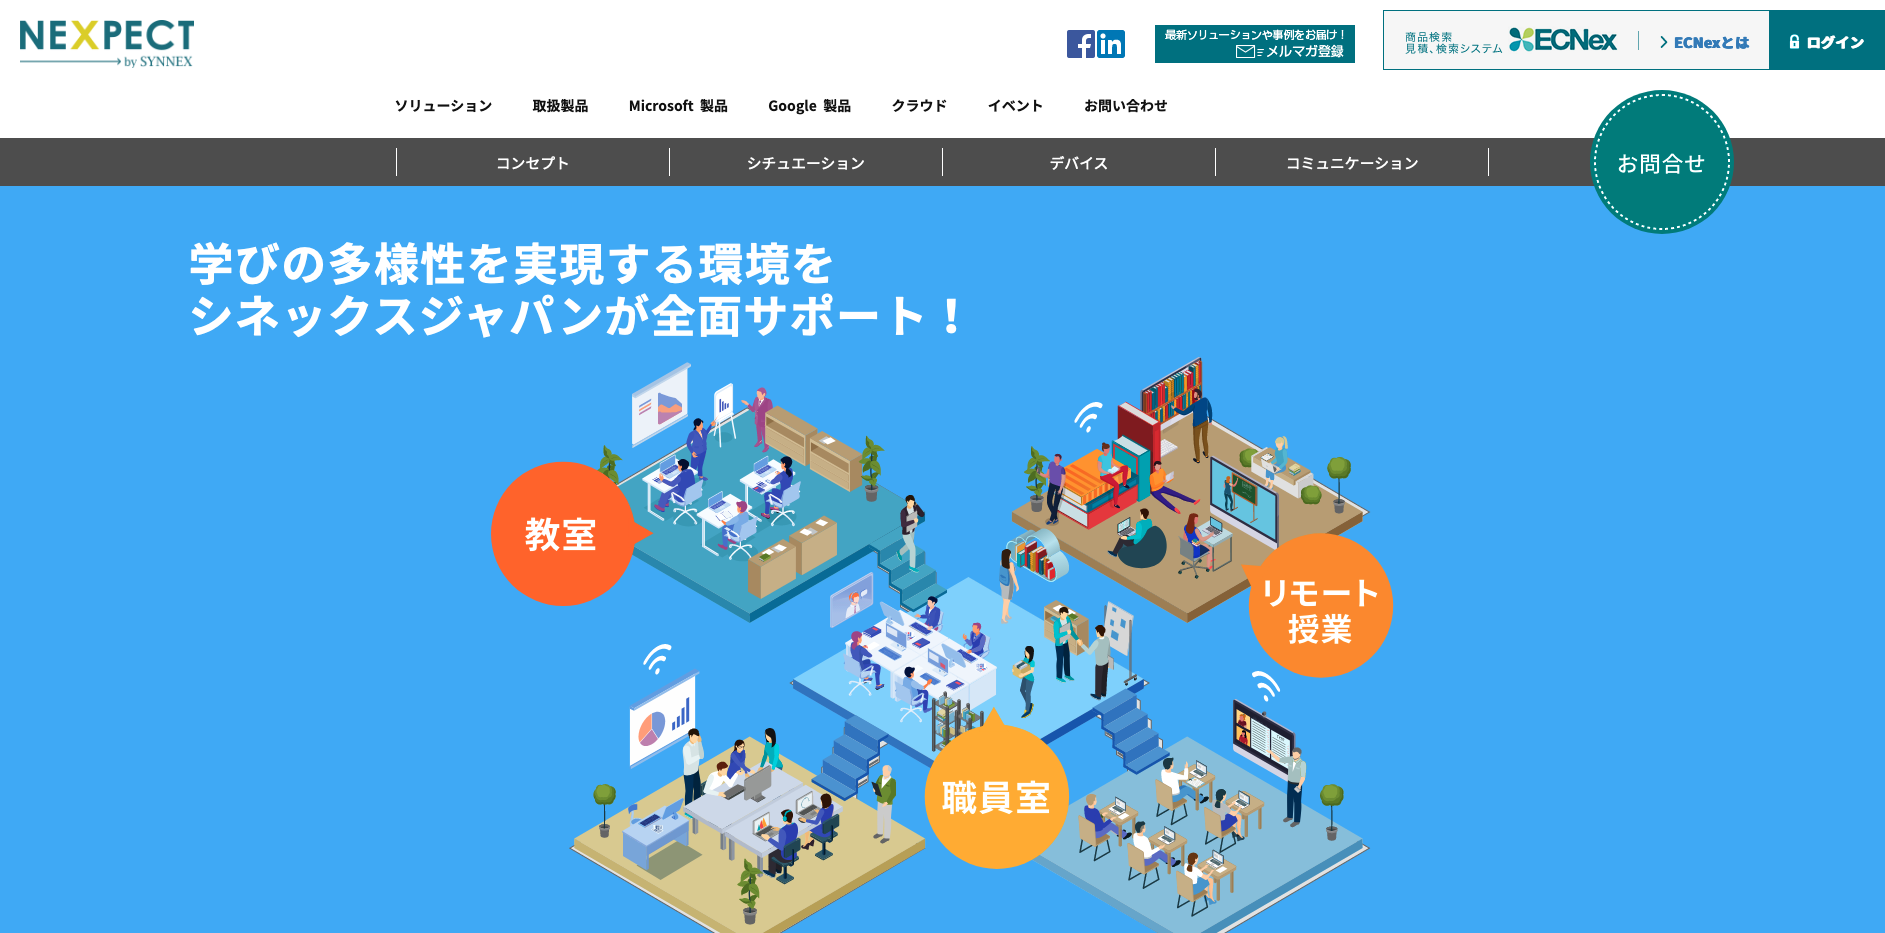 NEXPECT
by SYNNEX
最新ソリューションや事例をお届け！
メルマガ登録
商品検索
見積、検索システム
ECNex
ECNexとは
ログイン
ソリューション 取扱製品 Microsoft 製品 Google 製品 クラウド イベント お問い合わせ
コンセプト シチュエーション デバイス コミュニケーション
お問合せ
学びの多様性を実現する環境を
シネックスジャパンが全面サポート！
教室
リモート
授業
職員室